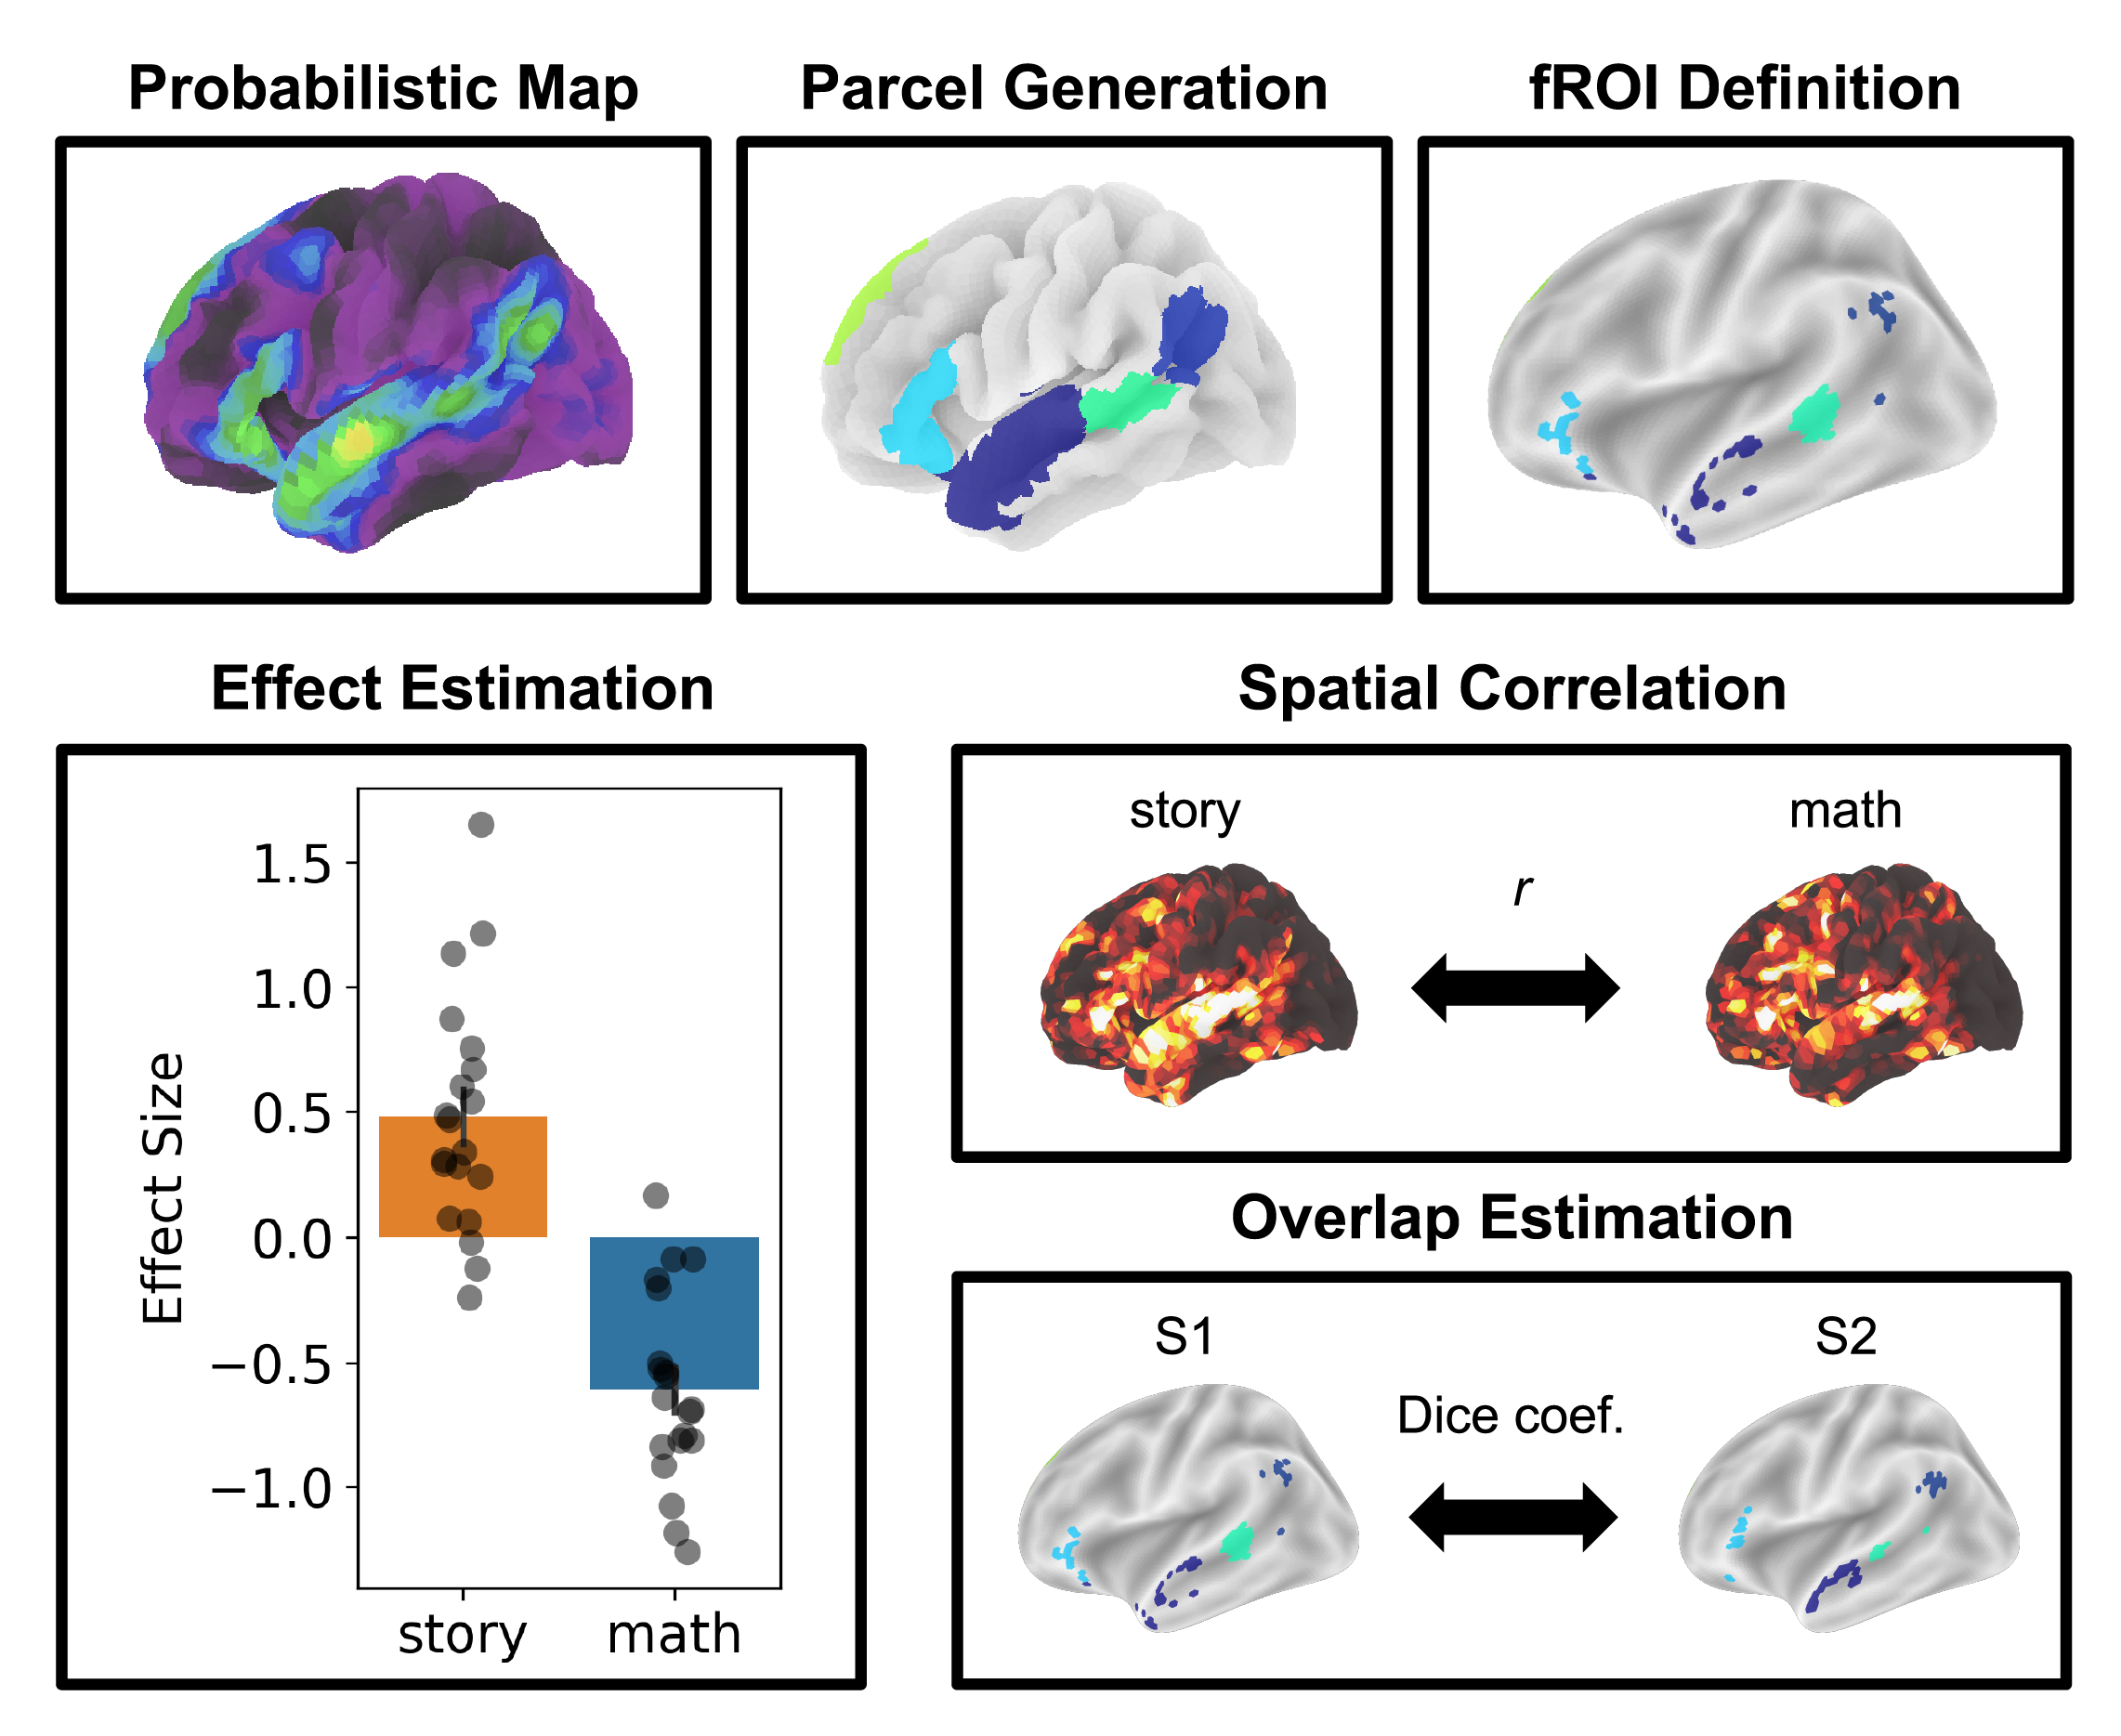 Probabilistic Map
Parcel Generation
fROI Definition
Effect Estimation
Effect Size
1.5
1.0
0.5
0.0
−0.5
−1.0
story
math
Spatial Correlation
story
r
math
Overlap Estimation
S1
Dice coef.
S2